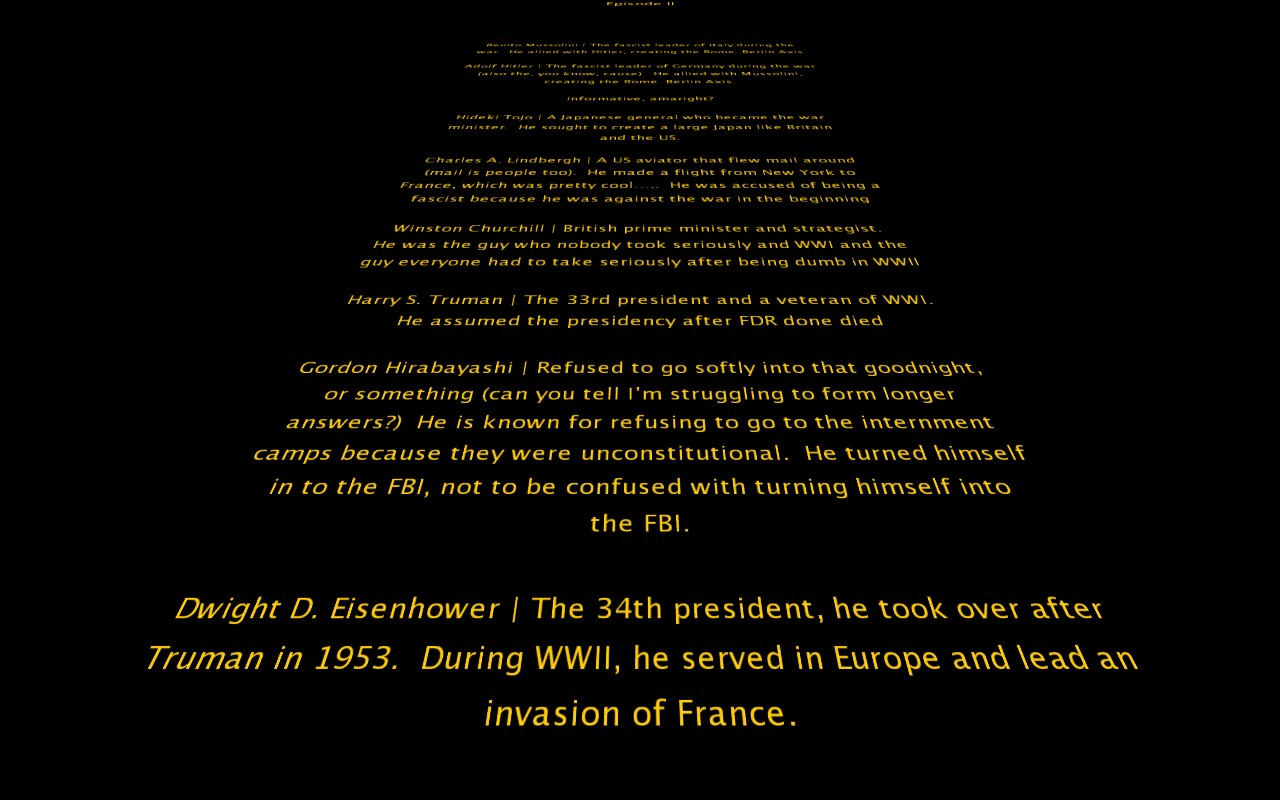 Episode II
Benito Mussolini | The fascist leader of Italy during the
war. He allied with Hitler, creating the Rome Berlin Axis
Adolf Hitler | The fascist leader of Germany during the war
(also the, you know, cause). He allied with Mussolini,
creating the Rome Berlin Axis
informative, amaright?
Hideki Tojo | A Japanese general who became the war
minister. He sought to create a large Japan like Britain
and the US.
Charles A. Lindbergh | A US aviator that flew mail around
(mail is people too). He made a flight from New York to
France, which was pretty cool..... He was accused of being a
fascist because he was against the war in the beginning
Winston Churchill | British prime minister and strategist.
He was the guy who nobody took seriously and WWI and the
guy everyone had to take seriously after being dumb in WWII
Harry S. Truman | The 33rd president and a veteran of WWI.
He assumed the presidency after FDR done died
Gordon Hirabayashi | Refused to go softly into that goodnight,
or something (can you tell I'm struggling to form longer
answers?) He is known for refusing to go to the internment
camps because they were unconstitutional. He turned himself
in to the FBI, not to be confused with turning himself into
the FBI.
Dwight D. Eisenhower | The 34th president, he took over after
Truman in 1953. During WWII, he served in Europe and lead an
invasion of France.